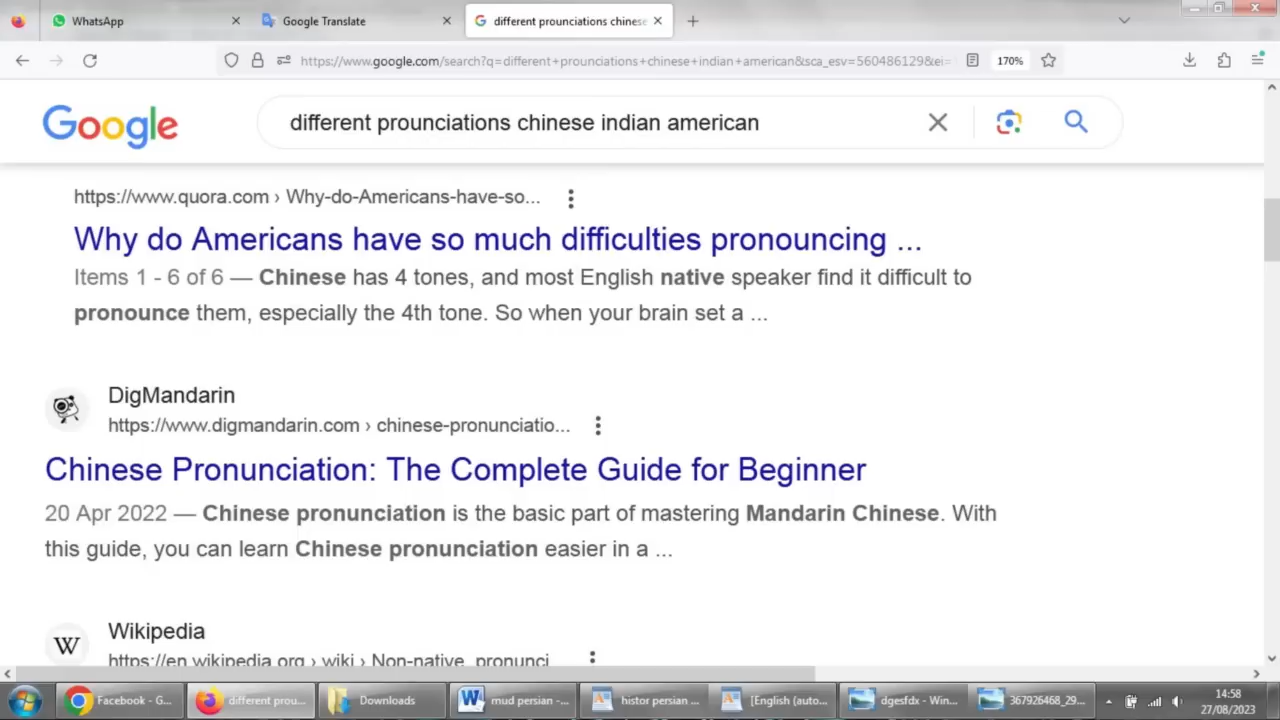 WhatsApp
Google Translate
different prounciations chinese
https://www.google.com/search?q=different+prounciations+chinese+indian+american&sca_esv=560486129&ei=
170%
Google
different prounciations chinese indian american
https://www.quora.com › Why-do-Americans-have-so...
Why do Americans have so much difficulties pronouncing ...
Items 1 - 6 of 6 — Chinese has 4 tones, and most English native speaker find it difficult to
pronounce them, especially the 4th tone. So when your brain set a ...
DigMandarin
https://www.digmandarin.com › chinese-pronunciatio...
Chinese Pronunciation: The Complete Guide for Beginner
20 Apr 2022 — Chinese pronunciation is the basic part of mastering Mandarin Chinese. With
this guide, you can learn Chinese pronunciation easier in a ...
W
Wikipedia
https://en.wikipedia.org › wiki › Non-native_pronunci...
Facebook - G...
different prou...
Downloads
mud persian -...
histor persian ...
[English (auto...
dgesfdx - Win...
367926468_29...
14:58
27/08/2023